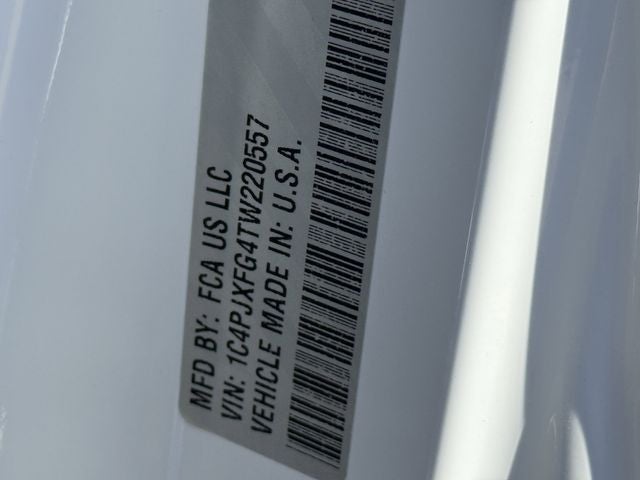 MFD BY: FCA US LLC
VIN: 1C4PJXFG4TW220557
VEHICLE MADE IN: U.S.A.